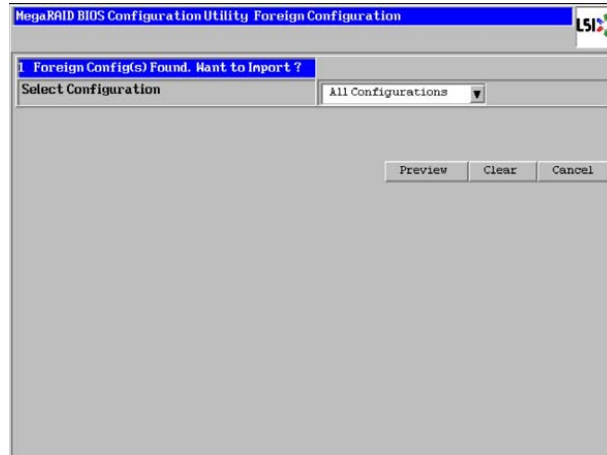 MegaRAID BIOS Configuration Utility Foreign Configuration
LSI
1 Foreign Config(s) Found. Want to Import ?
Select Configuration
All Configurations
Preview
Clear
Cancel